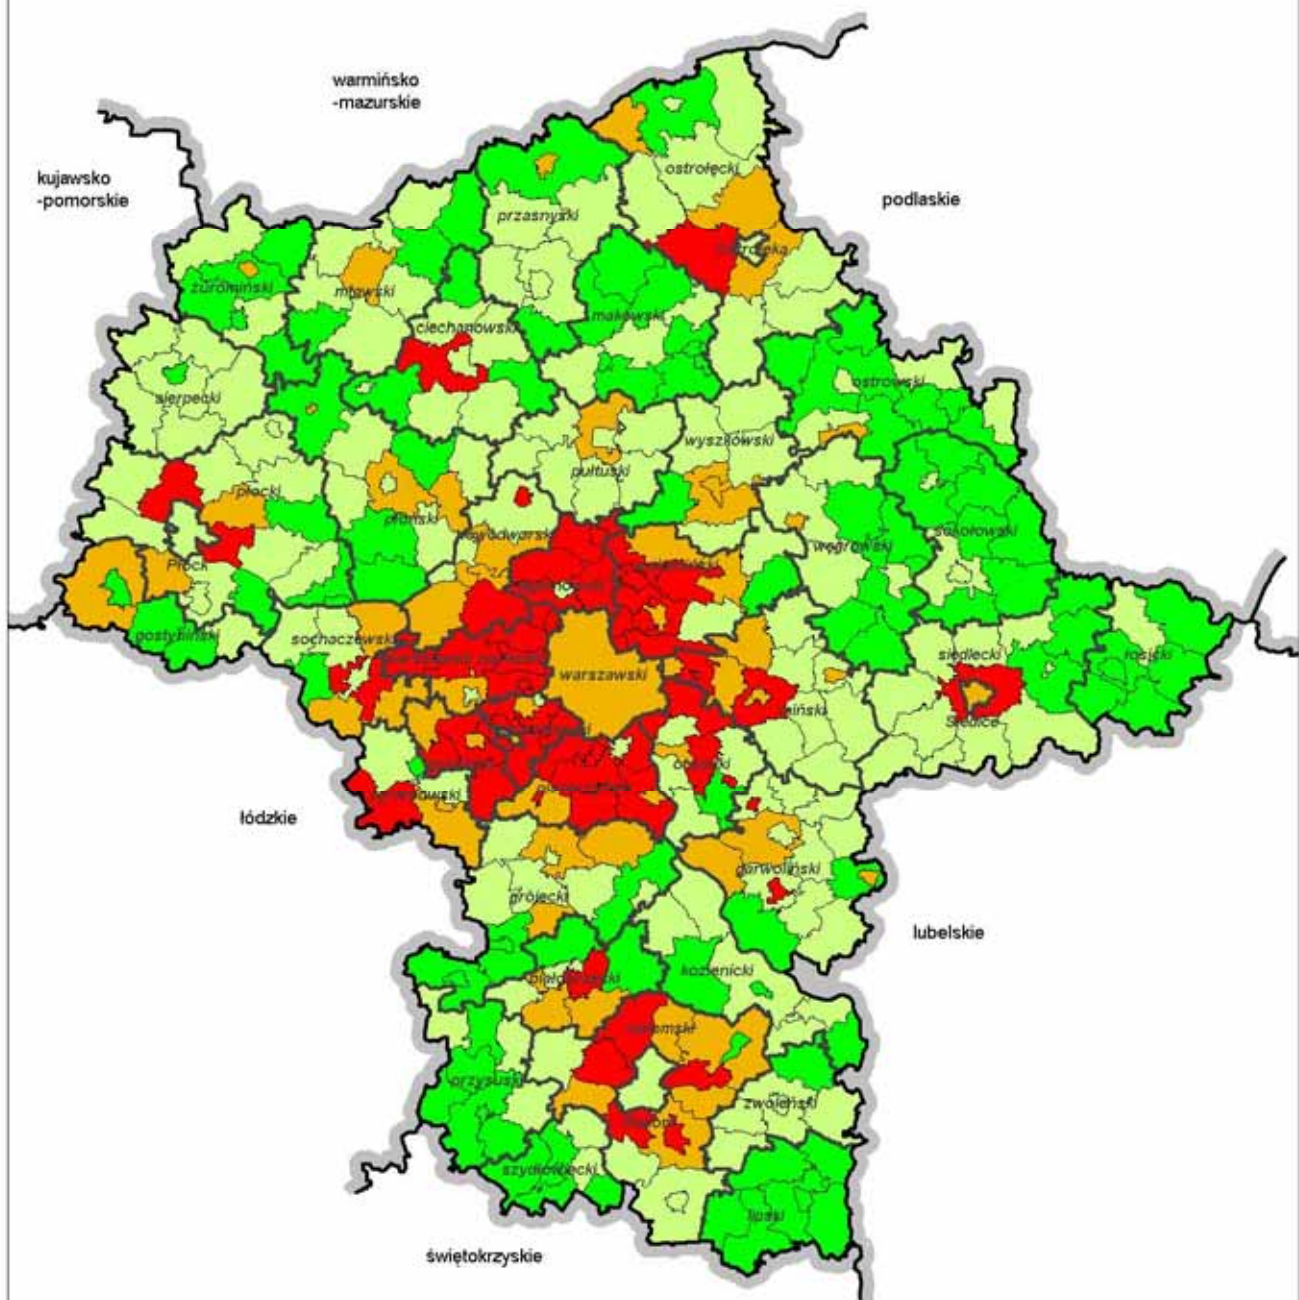 warmińsko
-mazurskie
kujawsko
-pomorskie
podlaskie
ostrołęcki
przasnyski
żuromiński
mławski
makowski
ciechanowski
ostrowski
sierpecki
wyszkowski
pułtuski
płocki
płoński
sokołowski
węgrowski
Płock
gostyniński
sochaczewski
siedlecki
łosicki
warszawski
Siedlce
miński
łódzkie
garwoliński
grójecki
lubelskie
kozienicki
białobrzeski
przysuski
zwoleński
szydłowiecki
lipski
świętokrzyskie